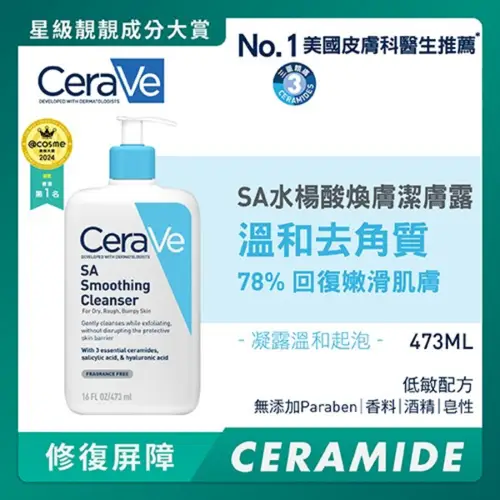 星級靚靚成分大賞
No.1 美國皮膚科醫生推薦*
CeraVe
DEVELOPED WITH DERMATOLOGISTS
3
CERAMIDES
@cosme
2024
第1名
SA水楊酸煥膚潔膚露
溫和去角質
78% 回復嫩滑肌膚
- 凝露溫和起泡 - 473ML
低敏配方
無添加Paraben|香料|酒精|皂性
CeraVe
DEVELOPED WITH DERMATOLOGISTS
SA
Smoothing
Cleanser
For Dry, Rough, Bumpy Skin
Gently cleanses while exfoliating,
without disrupting the protective
skin barrier
With 3 essential ceramides,
salicylic acid, & hyaluronic acid
FRAGRANCE FREE
16 FL OZ/473 ml
修復屏障
CERAMIDE